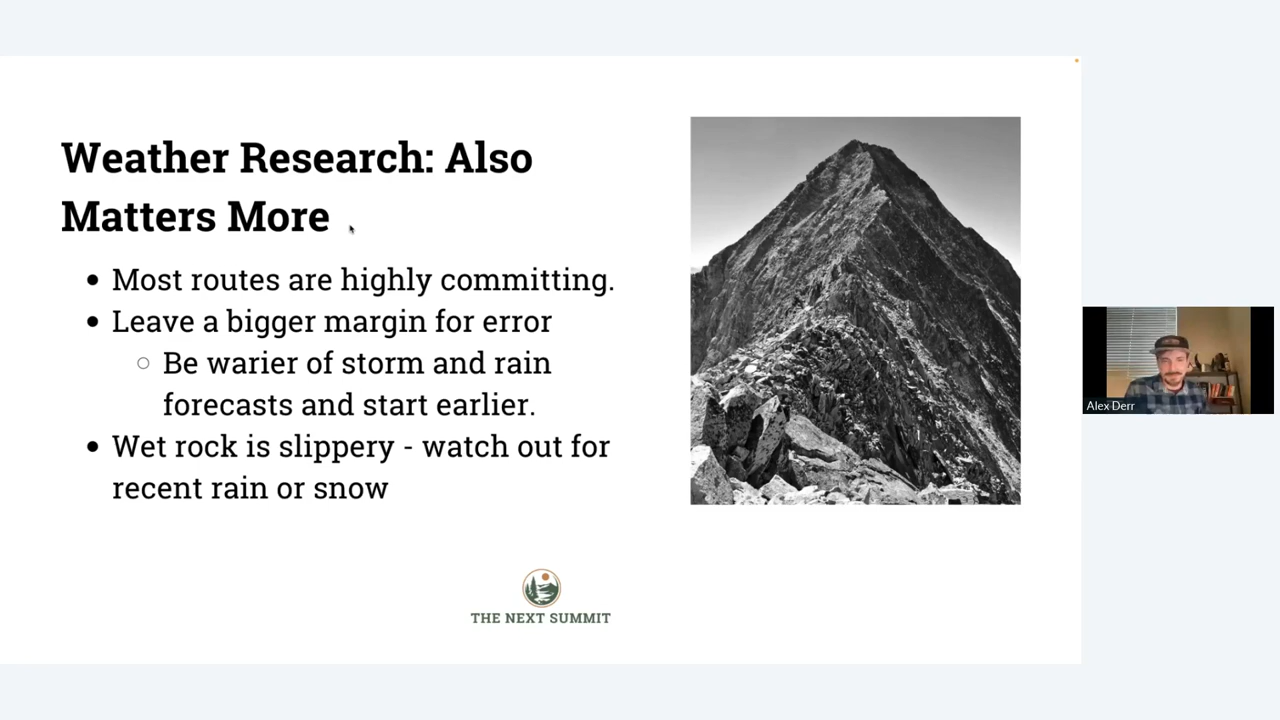 Weather Research: Also
Matters More
Most routes are highly committing.
Leave a bigger margin for error
Be warier of storm and rain
forecasts and start earlier.
Wet rock is slippery - watch out for
recent rain or snow
THE NEXT SUMMIT
Alex Derr